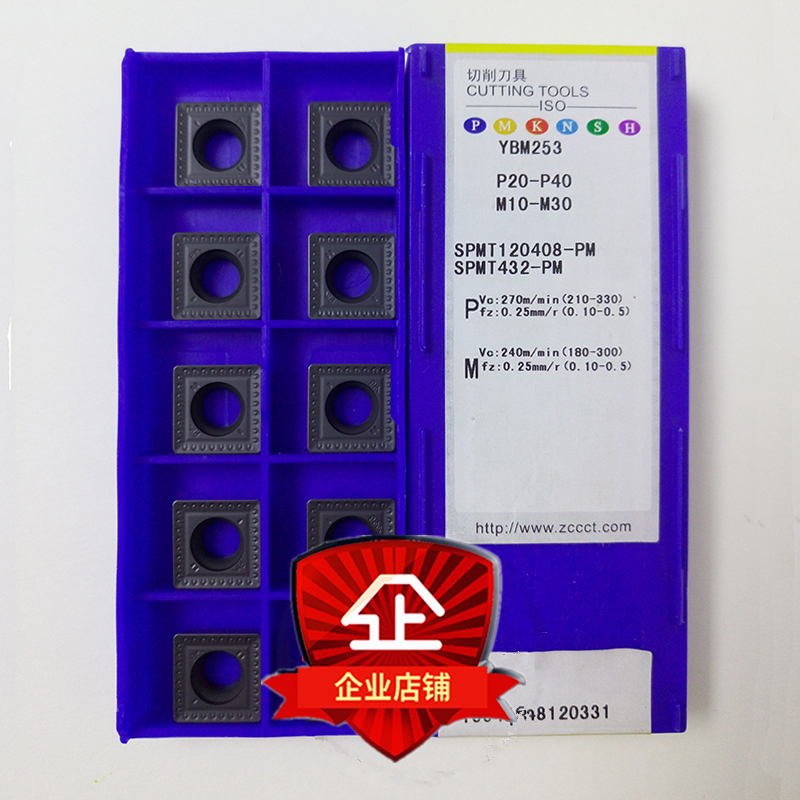 切削刀具
CUTTING TOOLS
ISO
P M K N S H
YBM253
P20-P40
M10-M30
SPMT120408-PM
SPMT432-PM
P Vc:270m/min(210-330)
fz:0.25mm/r(0.10-0.5)
M Vc:240m/min(180-300)
fz:0.25mm/r(0.10-0.5)
http://www.zccct.com
8120331
企
企业店铺